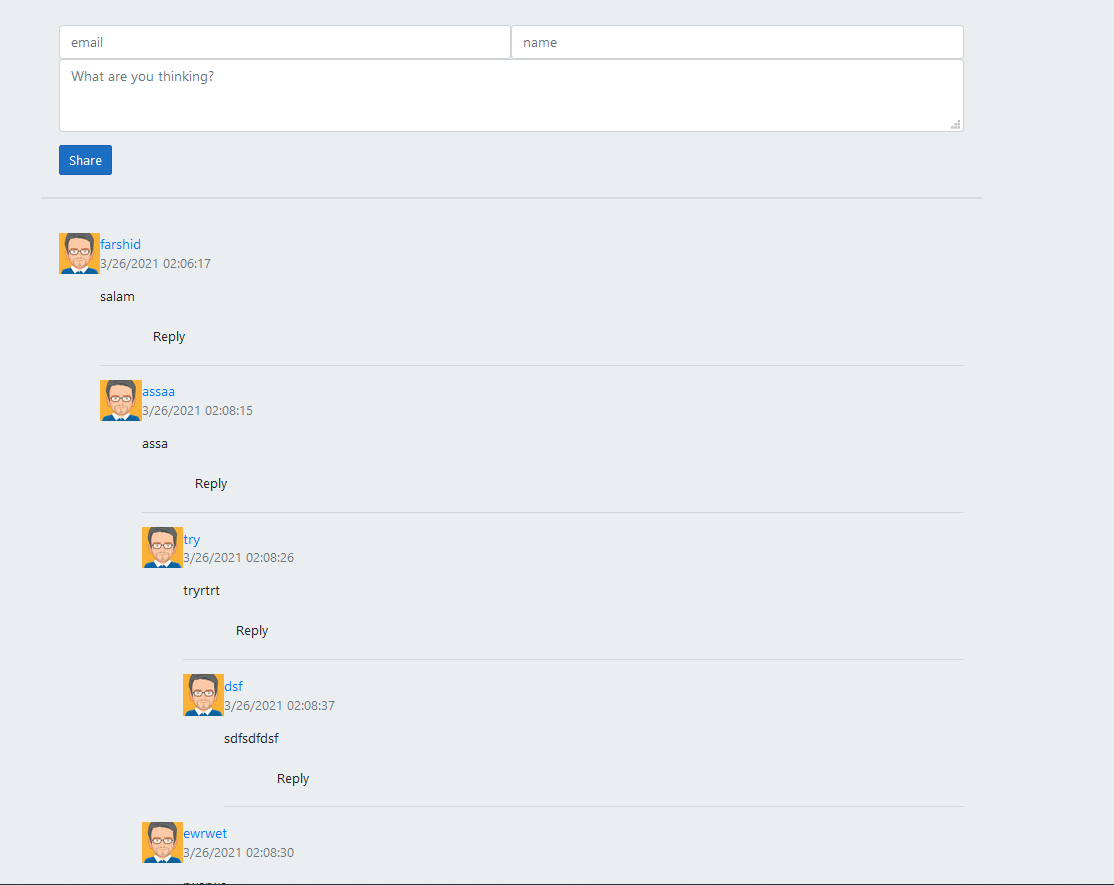 email name
What are you thinking?
Share
farshid
3/26/2021 02:06:17
salam
Reply
assaa
3/26/2021 02:08:15
assa
Reply
try
3/26/2021 02:08:26
tryrtrt
Reply
dsf
3/26/2021 02:08:37
sdfsdfdsf
Reply
ewrwet
3/26/2021 02:08:30